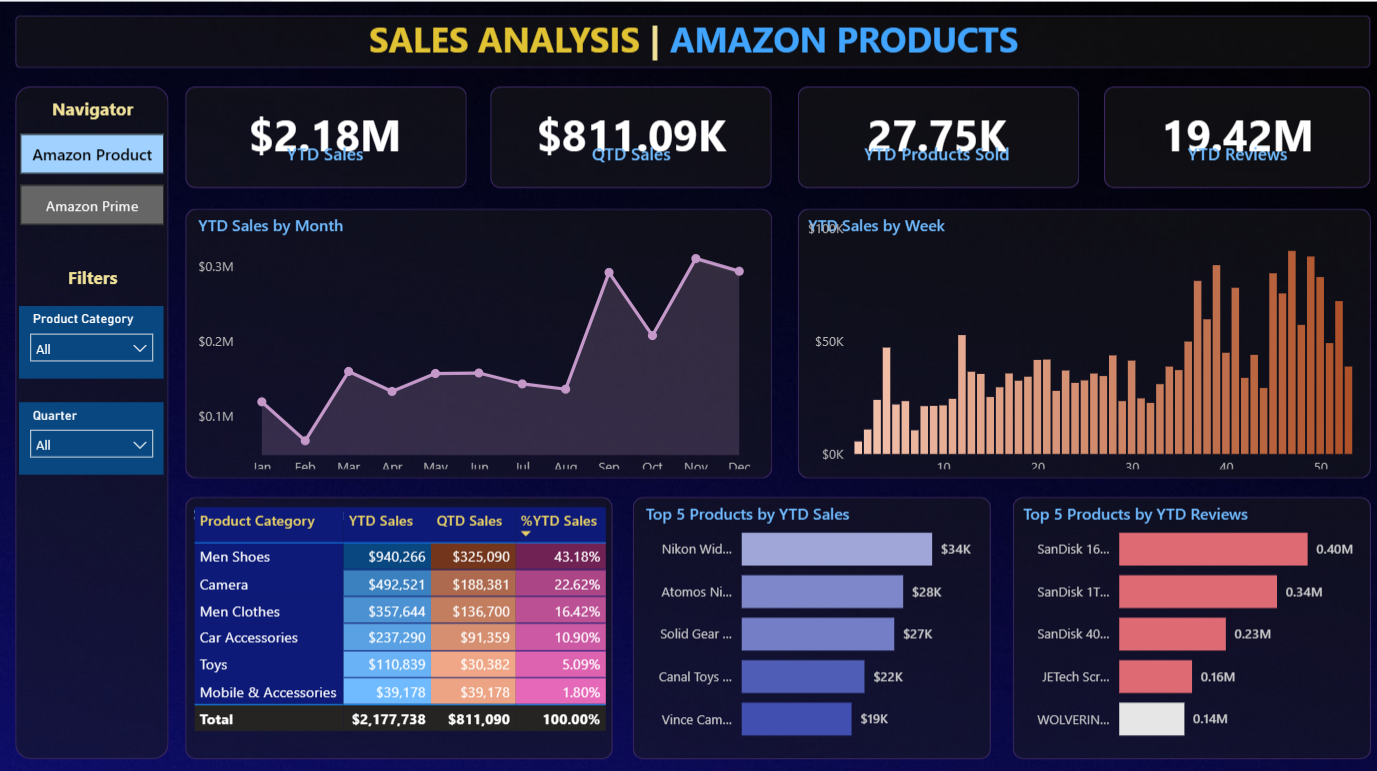 SALES ANALYSIS | AMAZON PRODUCTS
Navigator
Amazon Product
Amazon Prime
Filters
Product Category
All
Quarter
All
$2.18M
YTD Sales
$811.09K
QTD Sales
27.75K
YTD Products Sold
19.42M
YTD Reviews
YTD Sales by Month
$0.3M
$0.2M
$0.1M
Jan Feb Mar Apr May Jun Jul Aug Sep Oct Nov Dec
YTD Sales by Week
$100K
$50K
$0K
10 20 30 40 50
Product Category YTD Sales QTD Sales %YTD Sales
Men Shoes $940,266 $325,090 43.18%
Camera $492,521 $188,381 22.62%
Men Clothes $357,644 $136,700 16.42%
Car Accessories $237,290 $91,359 10.90%
Toys $110,839 $30,382 5.09%
Mobile & Accessories $39,178 $39,178 1.80%
Total $2,177,738 $811,090 100.00%
Top 5 Products by YTD Sales
Nikon Wid... $34K
Atomos Ni... $28K
Solid Gear ... $27K
Canal Toys ... $22K
Vince Cam... $19K
Top 5 Products by YTD Reviews
SanDisk 16... 0.40M
SanDisk 1T... 0.34M
SanDisk 40... 0.23M
JETech Scr... 0.16M
WOLVERIN... 0.14M